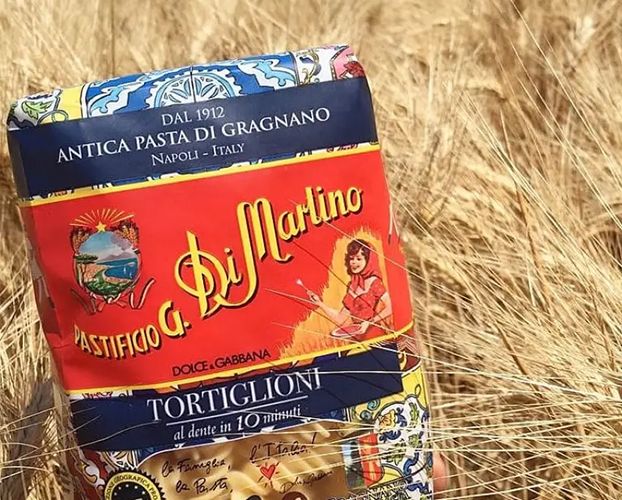 DAL 1912
ANTICA PASTA DI GRAGNANO
NAPOLI - ITALY
PASTIFICIO G. Di Martino
DOLCE & GABBANA
TORTIGLIONI
al dente in 10 minuti
la Famiglia, l'Italia!
la Pasta,
GEOGRAFICA